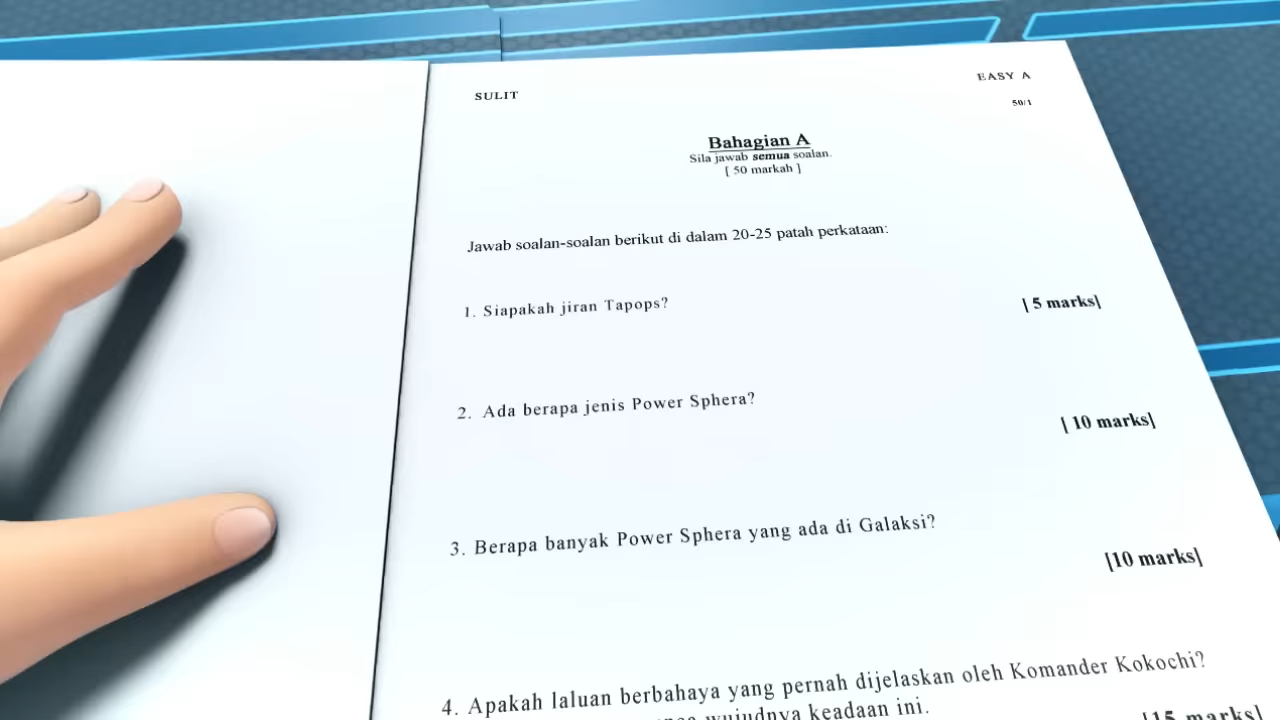 SULIT
EASY A
50/1
Bahagian A
Sila jawab semua soalan.
[ 50 markah ]
Jawab soalan-soalan berikut di dalam 20-25 patah perkataan:
1. Siapakah jiran Tapops?
[ 5 marks]
2. Ada berapa jenis Power Sphera?
[ 10 marks]
3. Berapa banyak Power Sphera yang ada di Galaksi?
[10 marks]
4. Apakah laluan berbahaya yang pernah dijelaskan oleh Komander Kokochi?
wujudnya keadaan ini.
[15 marks]